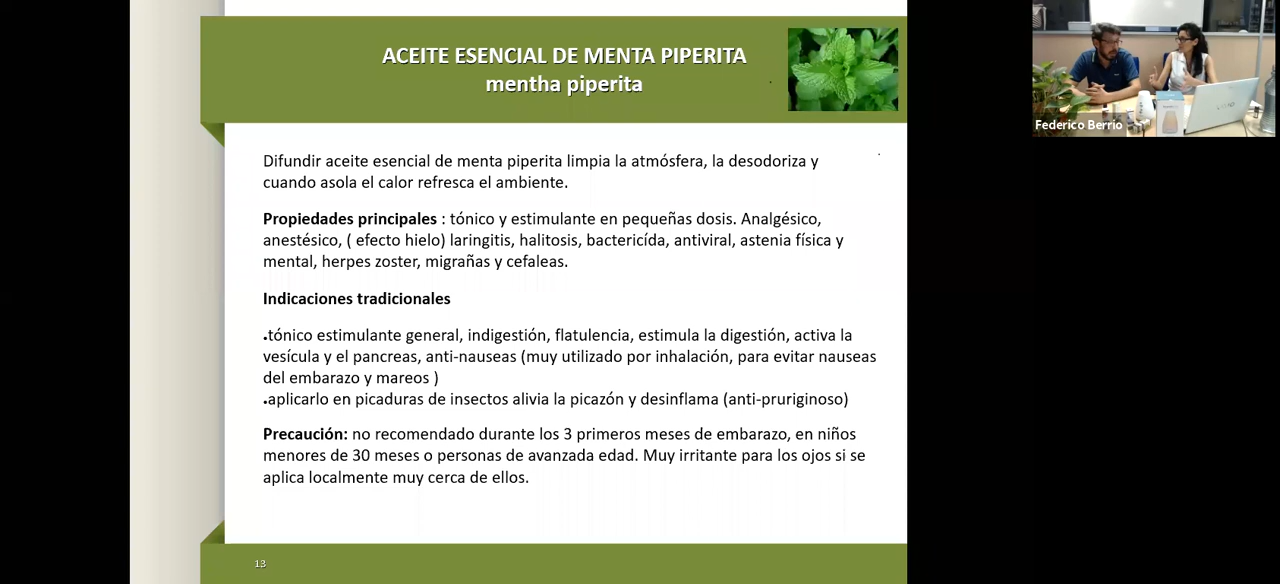 ACEITE ESENCIAL DE MENTA PIPERITA
mentha piperita
Federico Berrio
Difundir aceite esencial de menta piperita limpia la atmósfera, la desodoriza y
cuando asola el calor refresca el ambiente.
Propiedades principales : tónico y estimulante en pequeñas dosis. Analgésico,
anestésico, ( efecto hielo) laringitis, halitosis, bactericída, antiviral, astenia física y
mental, herpes zoster, migrañas y cefaleas.
Indicaciones tradicionales
•tónico estimulante general, indigestión, flatulencia, estimula la digestión, activa la
vesícula y el pancreas, anti-nauseas (muy utilizado por inhalación, para evitar nauseas
del embarazo y mareos )
•aplicarlo en picaduras de insectos alivia la picazón y desinflama (anti-pruriginoso)
Precaución: no recomendado durante los 3 primeros meses de embarazo, en niños
menores de 30 meses o personas de avanzada edad. Muy irritante para los ojos si se
aplica localmente muy cerca de ellos.
13